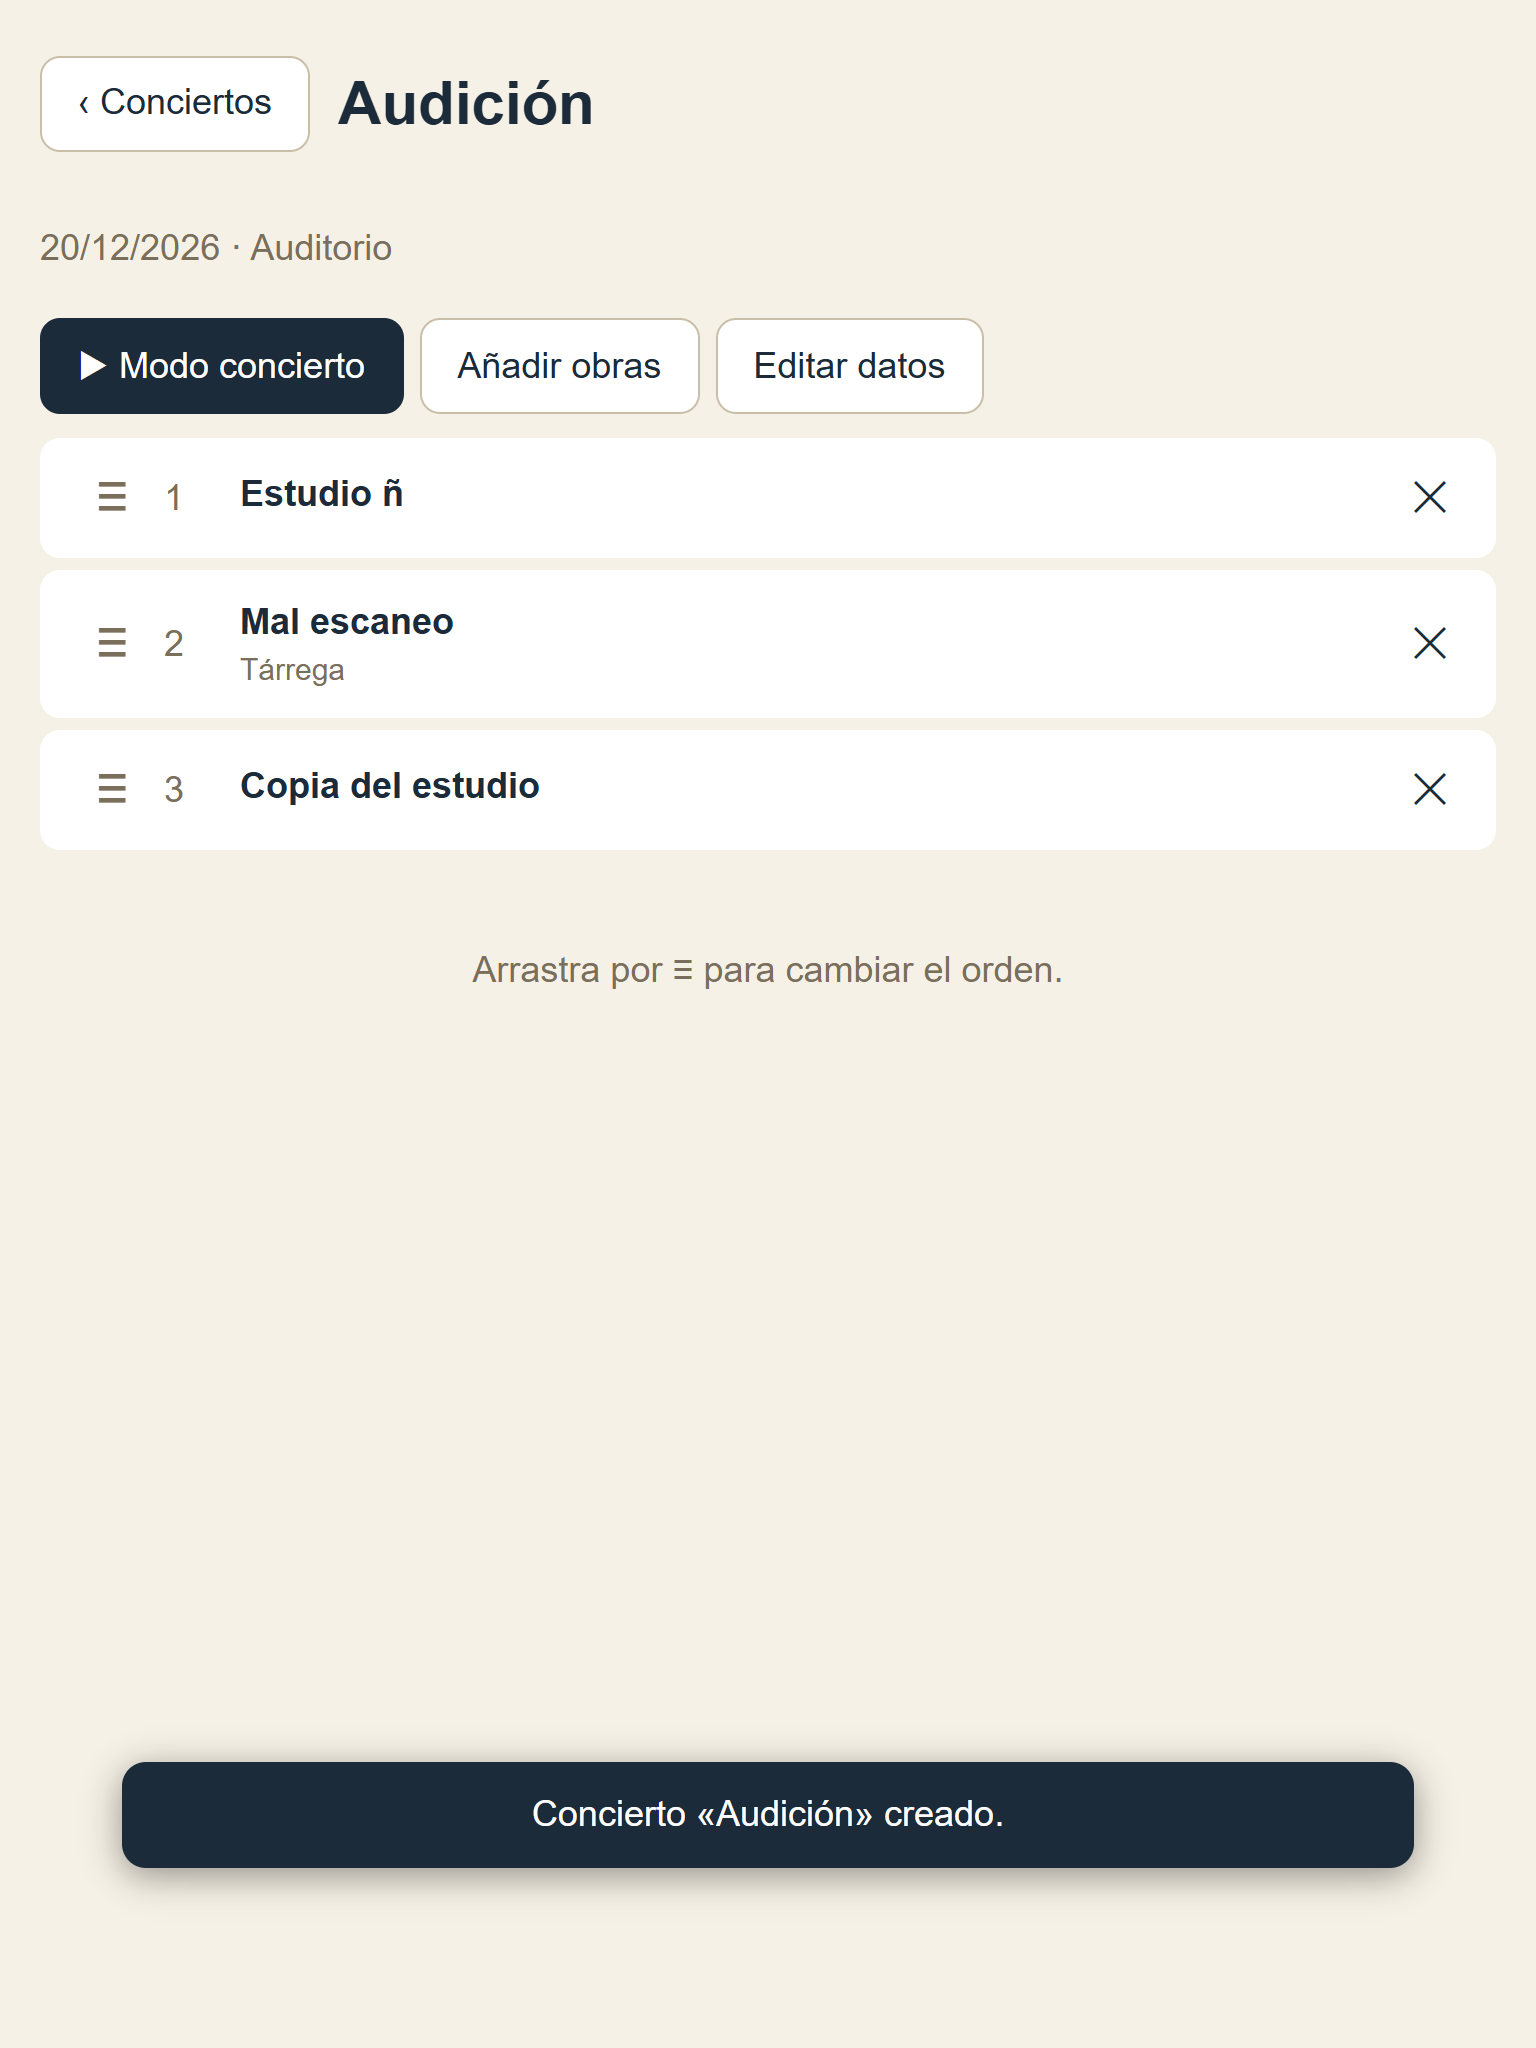 ‹ Conciertos
Audición
20/12/2026 · Auditorio
▶ Modo concierto
Añadir obras
Editar datos
☰ 1 Estudio ñ ✕
☰ 2 Mal escaneo ✕
Tárrega
☰ 3 Copia del estudio ✕
Arrastra por ☰ para cambiar el orden.
Concierto «Audición» creado.